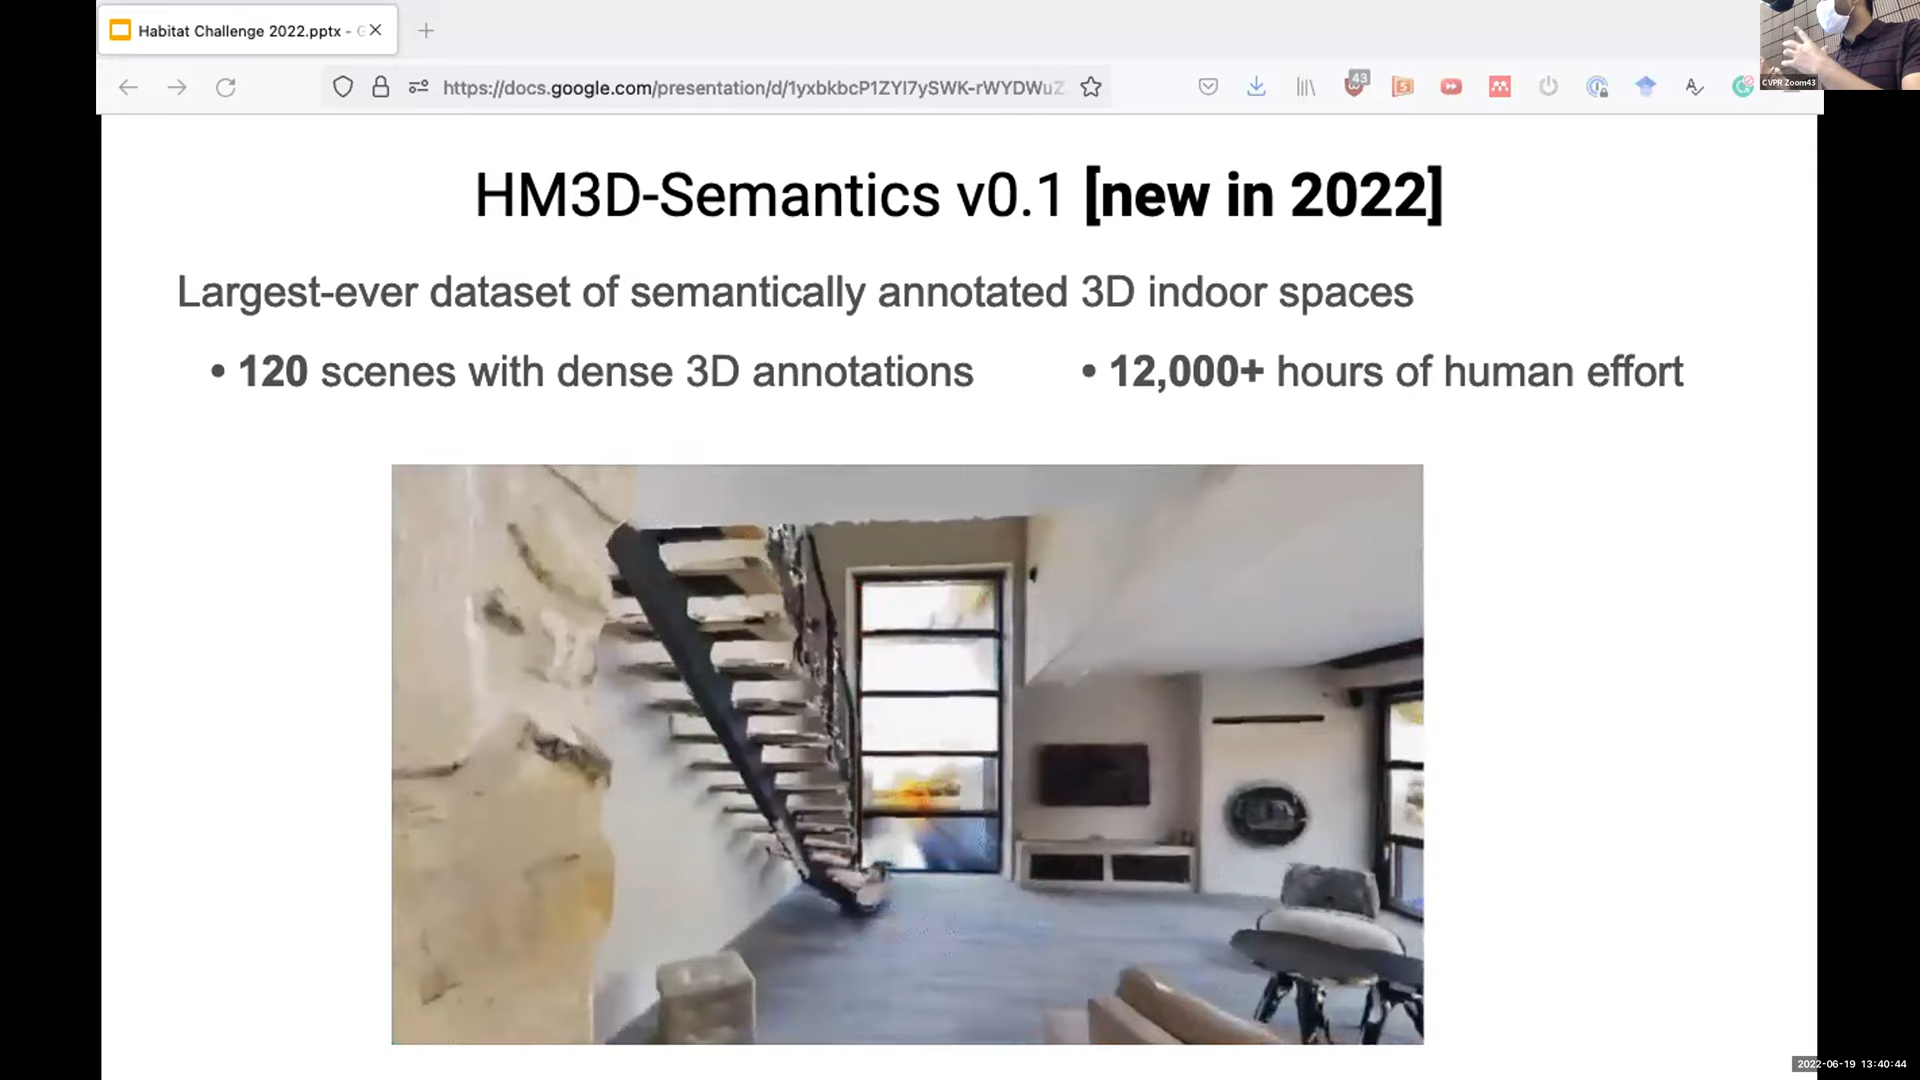 Habitat Challenge 2022.pptx - G
https://docs.google.com/presentation/d/1yxbkbcP1ZYl7ySWK-rWYDWuZ
43
CVPR Zoom43
HM3D-Semantics v0.1 [new in 2022]
Largest-ever dataset of semantically annotated 3D indoor spaces
• 120 scenes with dense 3D annotations
• 12,000+ hours of human effort
2022-06-19 13:40:44